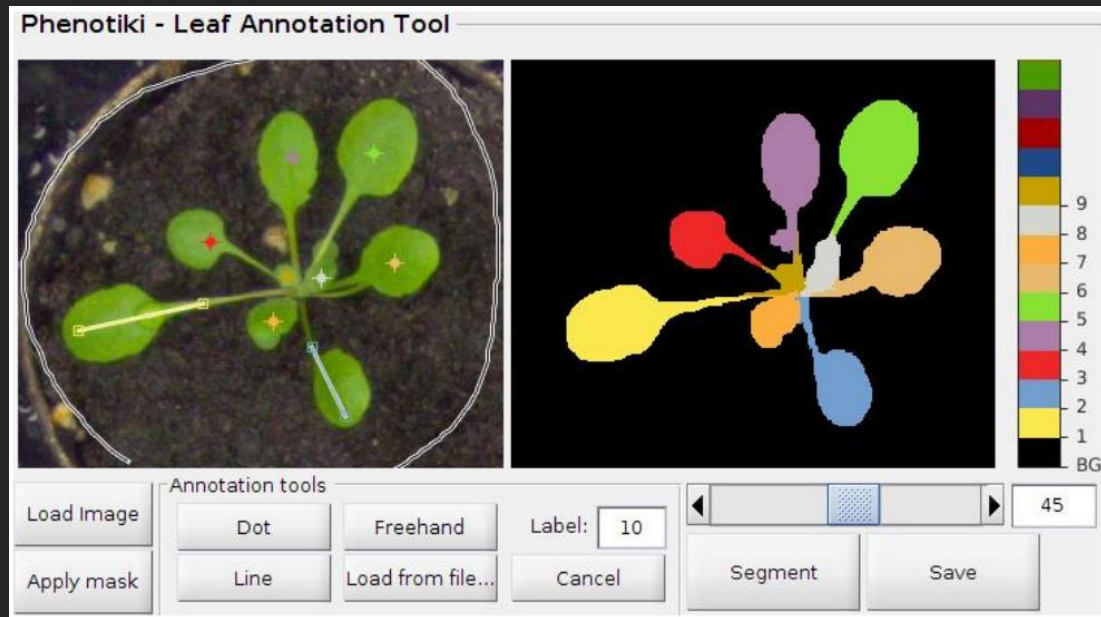 Phenotiki - Leaf Annotation Tool
9
8
7
6
5
4
3
2
1
BG
Load Image
Apply mask
Annotation tools
Dot
Freehand
Label: 10
Line
Load from file...
Cancel
45
Segment
Save